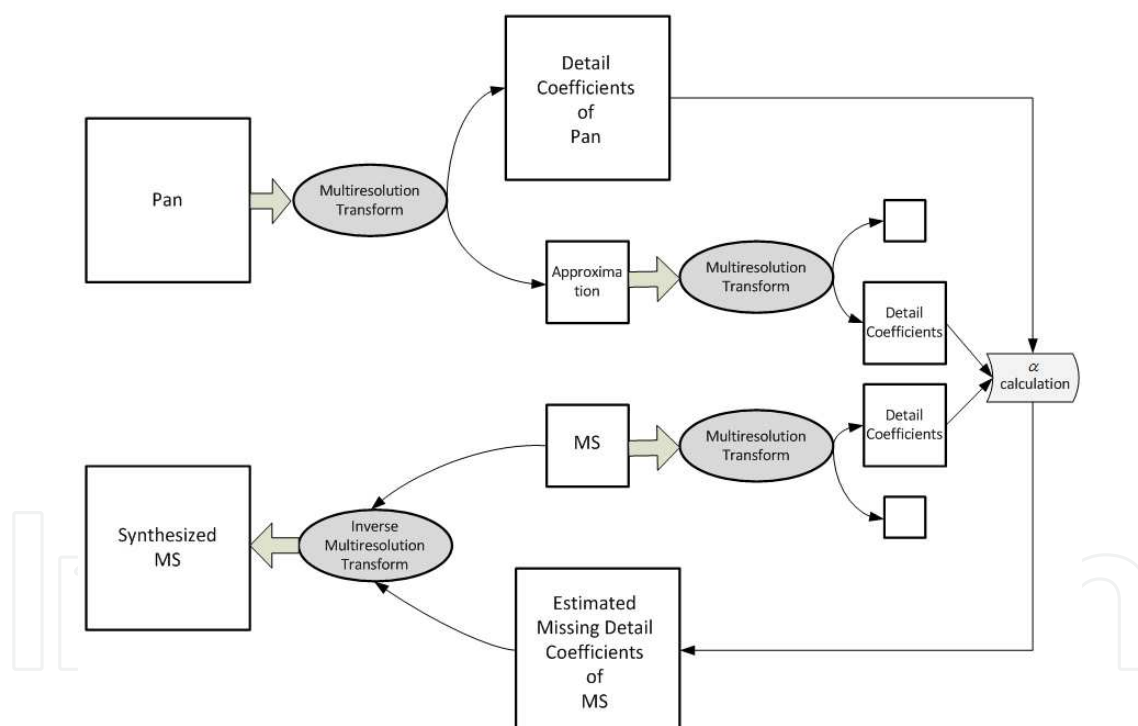 Detail
Coefficients
of
Pan
Pan
Multiresolution
Transform
Approxima
tion
Multiresolution
Transform
Detail
Coefficients
α
calculation
Detail
Coefficients
MS
Multiresolution
Transform
Synthesized
MS
Inverse
Multiresolution
Transform
Estimated
Missing Detail
Coefficients
of
MS